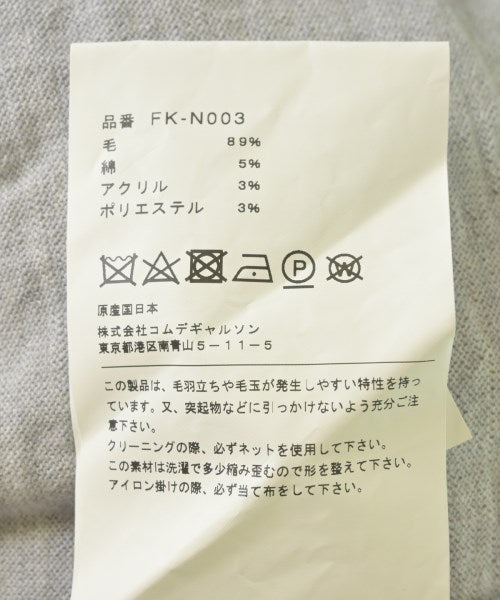 品番 FK-N003
毛 89%
綿 5%
アクリル 3%
ポリエステル 3%
P W
原産国日本
株式会社コムデギャルソン
東京都港区南青山5-11-5
この製品は、毛羽立ちや毛玉が発生しやすい特性を持っ
ています。又、突起物などに引っかけないよう充分ご注
意下さい。
クリーニングの際、必ずネットを使用して下さい。
この素材は洗濯で多少縮み歪むので形を整えて下さい。
アイロン掛けの際、必ず当て布をして下さい。